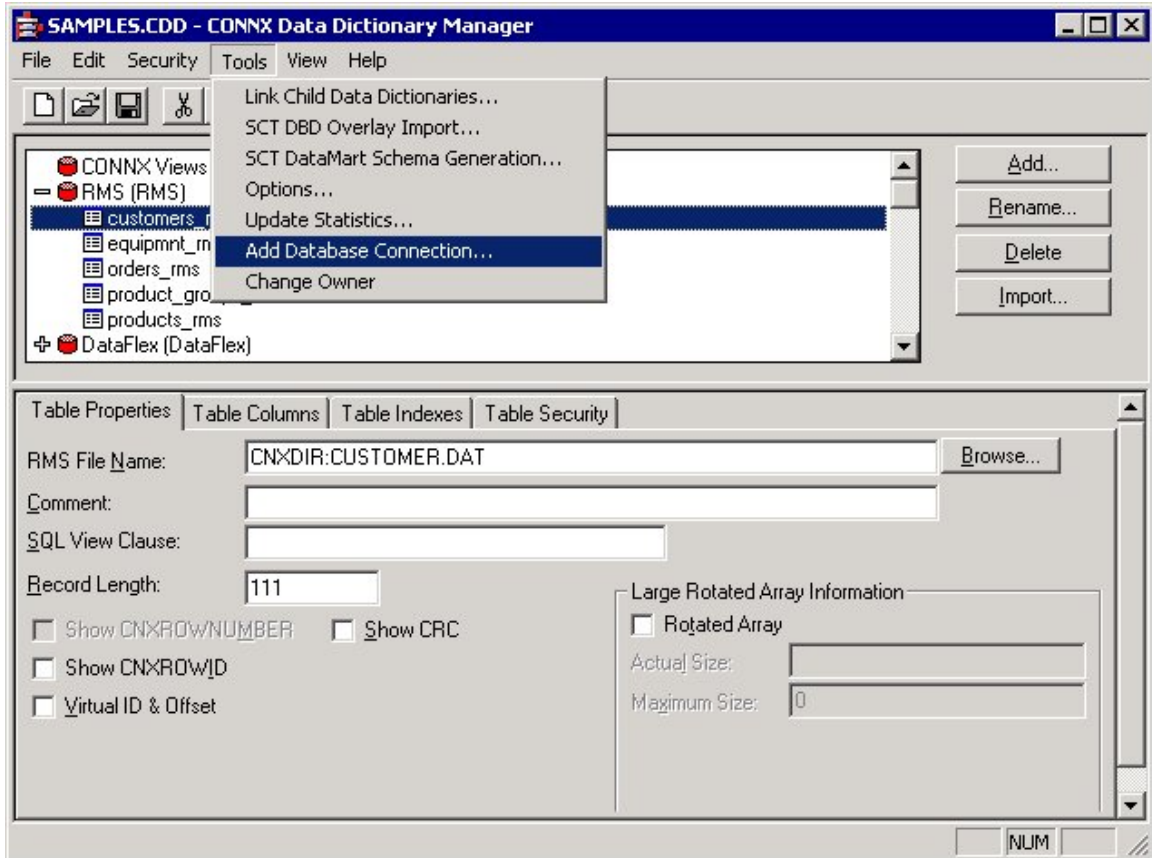 SAMPLES.CDD - CONNX Data Dictionary Manager
File Edit Security Tools View Help
Link Child Data Dictionaries...
SCT DBD Overlay Import...
SCT DataMart Schema Generation...
Options...
Update Statistics...
Add Database Connection...
Change Owner
CONNX Views
RMS (RMS)
customers_r
equipmnt_rm
orders_rms
product_grou
products_rms
DataFlex (DataFlex)
Add...
Rename...
Delete
Import...
Table Properties Table Columns Table Indexes Table Security
RMS File Name: CNXDIR:CUSTOMER.DAT Browse...
Comment:
SQL View Clause:
Record Length: 111
Show CNXROWNUMBER Show CRC
Show CNXROWID
Virtual ID & Offset
Large Rotated Array Information
Rotated Array
Actual Size:
Maximum Size: 0
NUM